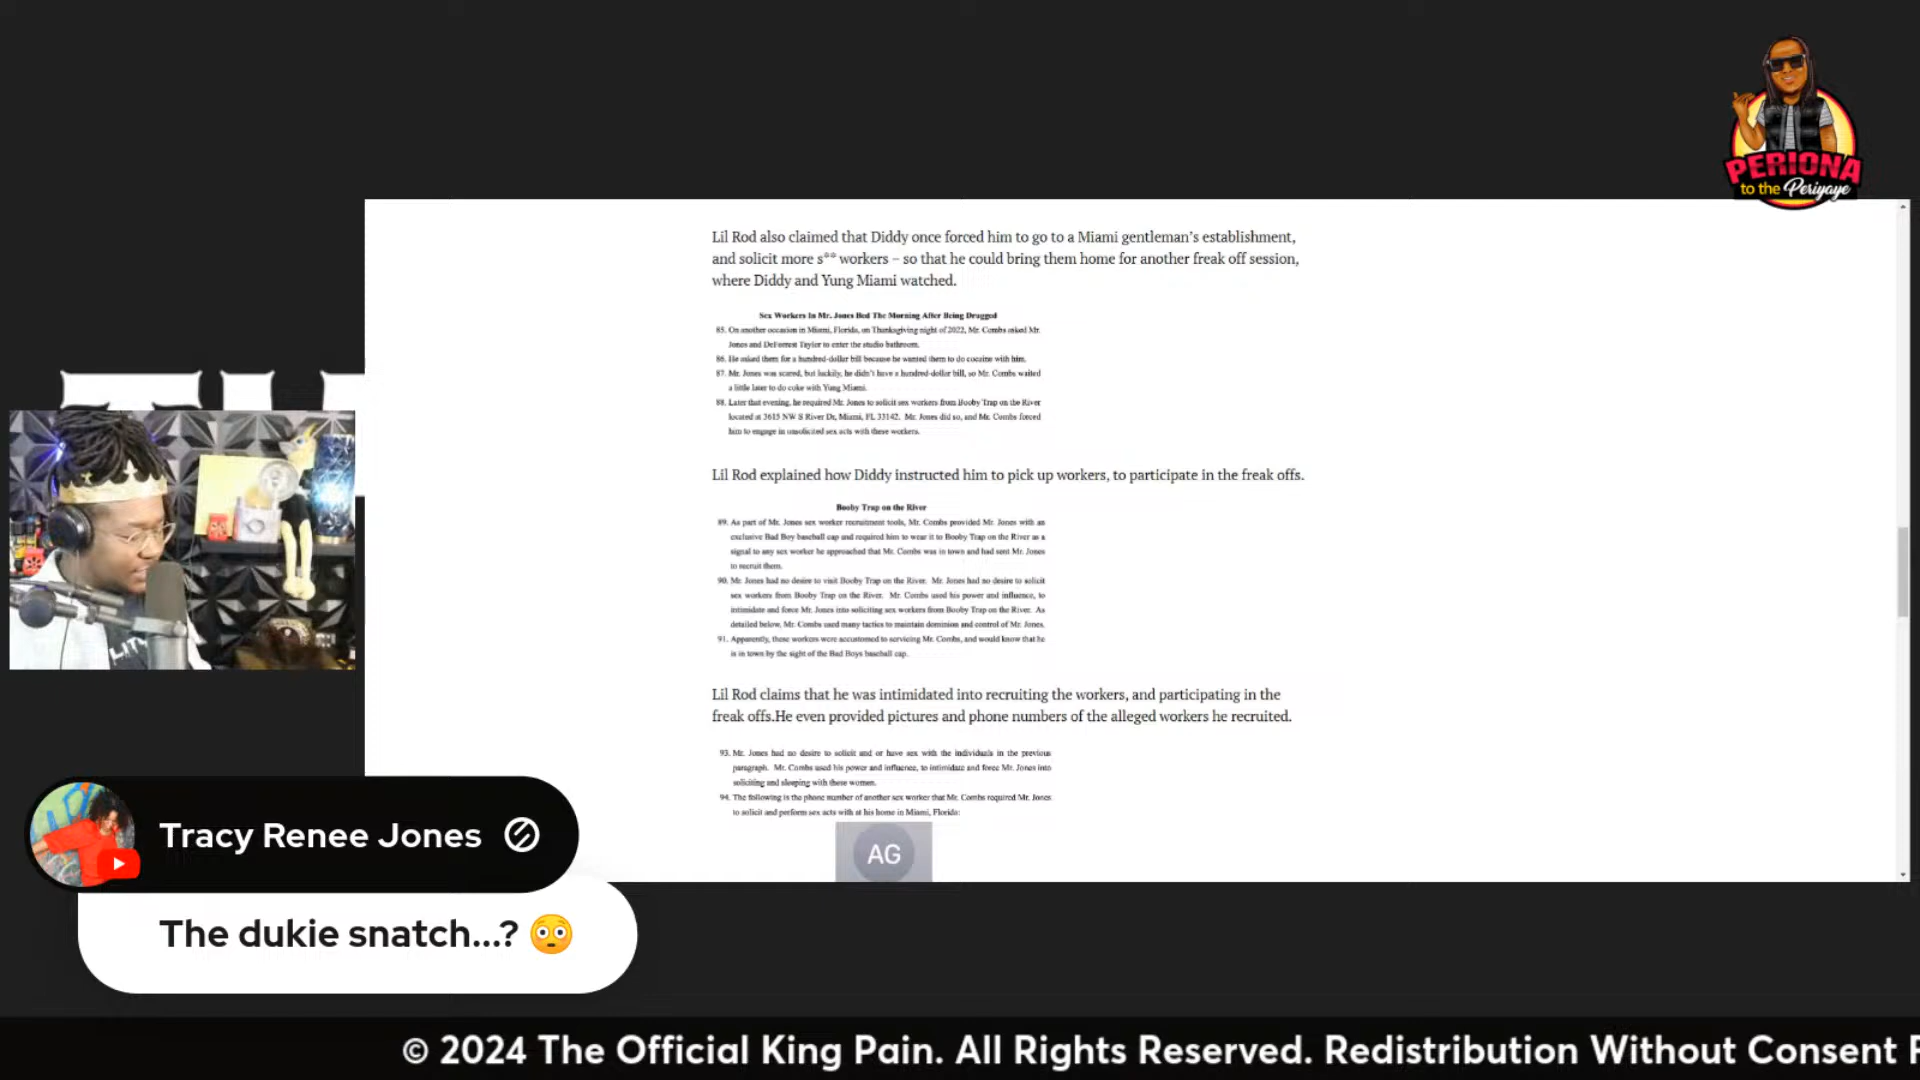 PERIONA
to the Periyaye
Lil Rod also claimed that Diddy once forced him to go to a Miami gentleman's establishment,
and solicit more s** workers – so that he could bring them home for another freak off session,
where Diddy and Yung Miami watched.
Sex Workers In Mr. Jones Bed The Morning After Being Drugged
85. On another occasion in Miami, Florida, on Thanksgiving night of 2022, Mr. Combs asked Mr.
Jones and DeForrest Taylor to enter the studio bathroom.
86. He asked them for a hundred-dollar bill because he wanted them to do cocaine with him.
87. Mr. Jones was scared, but luckily, he didn't have a hundred-dollar bill, so Mr. Combs waited
a little later to do coke with Yung Miami.
88. Later that evening, he required Mr. Jones to solicit sex workers from Booby Trap on the River
located at 3615 NW S River Dr, Miami, FL 33142. Mr. Jones did so, and Mr. Combs forced
him to engage in unsolicited sex acts with these workers.
Lil Rod explained how Diddy instructed him to pick up workers, to participate in the freak offs.
Booby Trap on the River
89. As part of Mr. Jones sex worker recruitment tools, Mr. Combs provided Mr. Jones with an
exclusive Bad Boy baseball cap and required him to wear it to Booby Trap on the River as a
signal to any sex worker he approached that Mr. Combs was in town and had sent Mr. Jones
to recruit them.
90. Mr. Jones had no desire to visit Booby Trap on the River. Mr. Jones had no desire to solicit
sex workers from Booby Trap on the River. Mr. Combs used his power and influence, to
intimidate and force Mr. Jones into soliciting sex workers from Booby Trap on the River. As
detailed below, Mr. Combs used many tactics to maintain dominion and control of Mr. Jones.
91. Apparently, these workers were accustomed to servicing Mr. Combs, and would know that he
is in town by the sight of the Bad Boys baseball cap.
Lil Rod claims that he was intimidated into recruiting the workers, and participating in the
freak offs.He even provided pictures and phone numbers of the alleged workers he recruited.
93. Mr. Jones had no desire to solicit and or have sex with the individuals in the previous
paragraph. Mr. Combs used his power and influence, to intimidate and force Mr. Jones into
soliciting and sleeping with these women.
94. The following is the phone number of another sex worker that Mr. Combs required Mr. Jones
to solicit and perform sex acts with at his home in Miami, Florida:
AG
Tracy Renee Jones
The dukie snatch...? 😳
© 2024 The Official King Pain. All Rights Reserved. Redistribution Without Consent